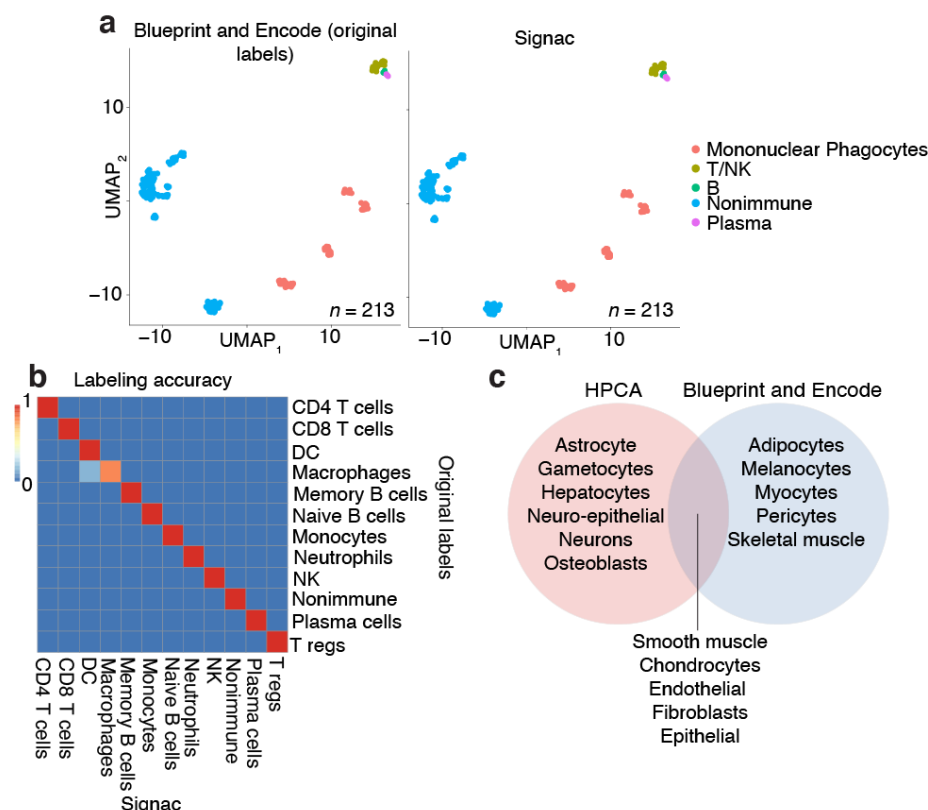 a
Blueprint and Encode (original
labels)
Signac
10
−10
UMAP2
−10
10
UMAP1
n = 213
−10
10
UMAP1
n = 213
Mononuclear Phagocytes
T/NK
B
Nonimmune
Plasma
b
Labeling accuracy
1
0
CD4 T cells
CD8 T cells
DC
Macrophages
Memory B cells
Naive B cells
Monocytes
Neutrophils
NK
Nonimmune
Plasma cells
T regs
Original labels
CD4 T cells
CD8 T cells
DC
Macrophages
Memory B cells
Monocytes
Naive B cells
Neutrophils
NK
Nonimmune
Plasma cells
T regs
Signac
c
HPCA
Blueprint and Encode
Astrocyte
Gametocytes
Hepatocytes
Neuro-epithelial
Neurons
Osteoblasts
Adipocytes
Melanocytes
Myocytes
Pericytes
Skeletal muscle
Smooth muscle
Chondrocytes
Endothelial
Fibroblasts
Epithelial